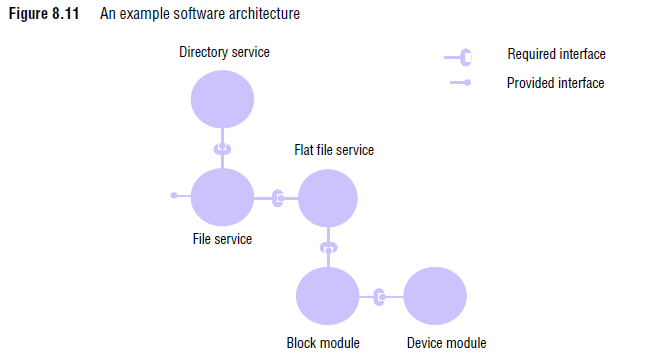 Figure 8.11 An example software architecture
Directory service
Required interface
Provided interface
Flat file service
File service
Block module
Device module